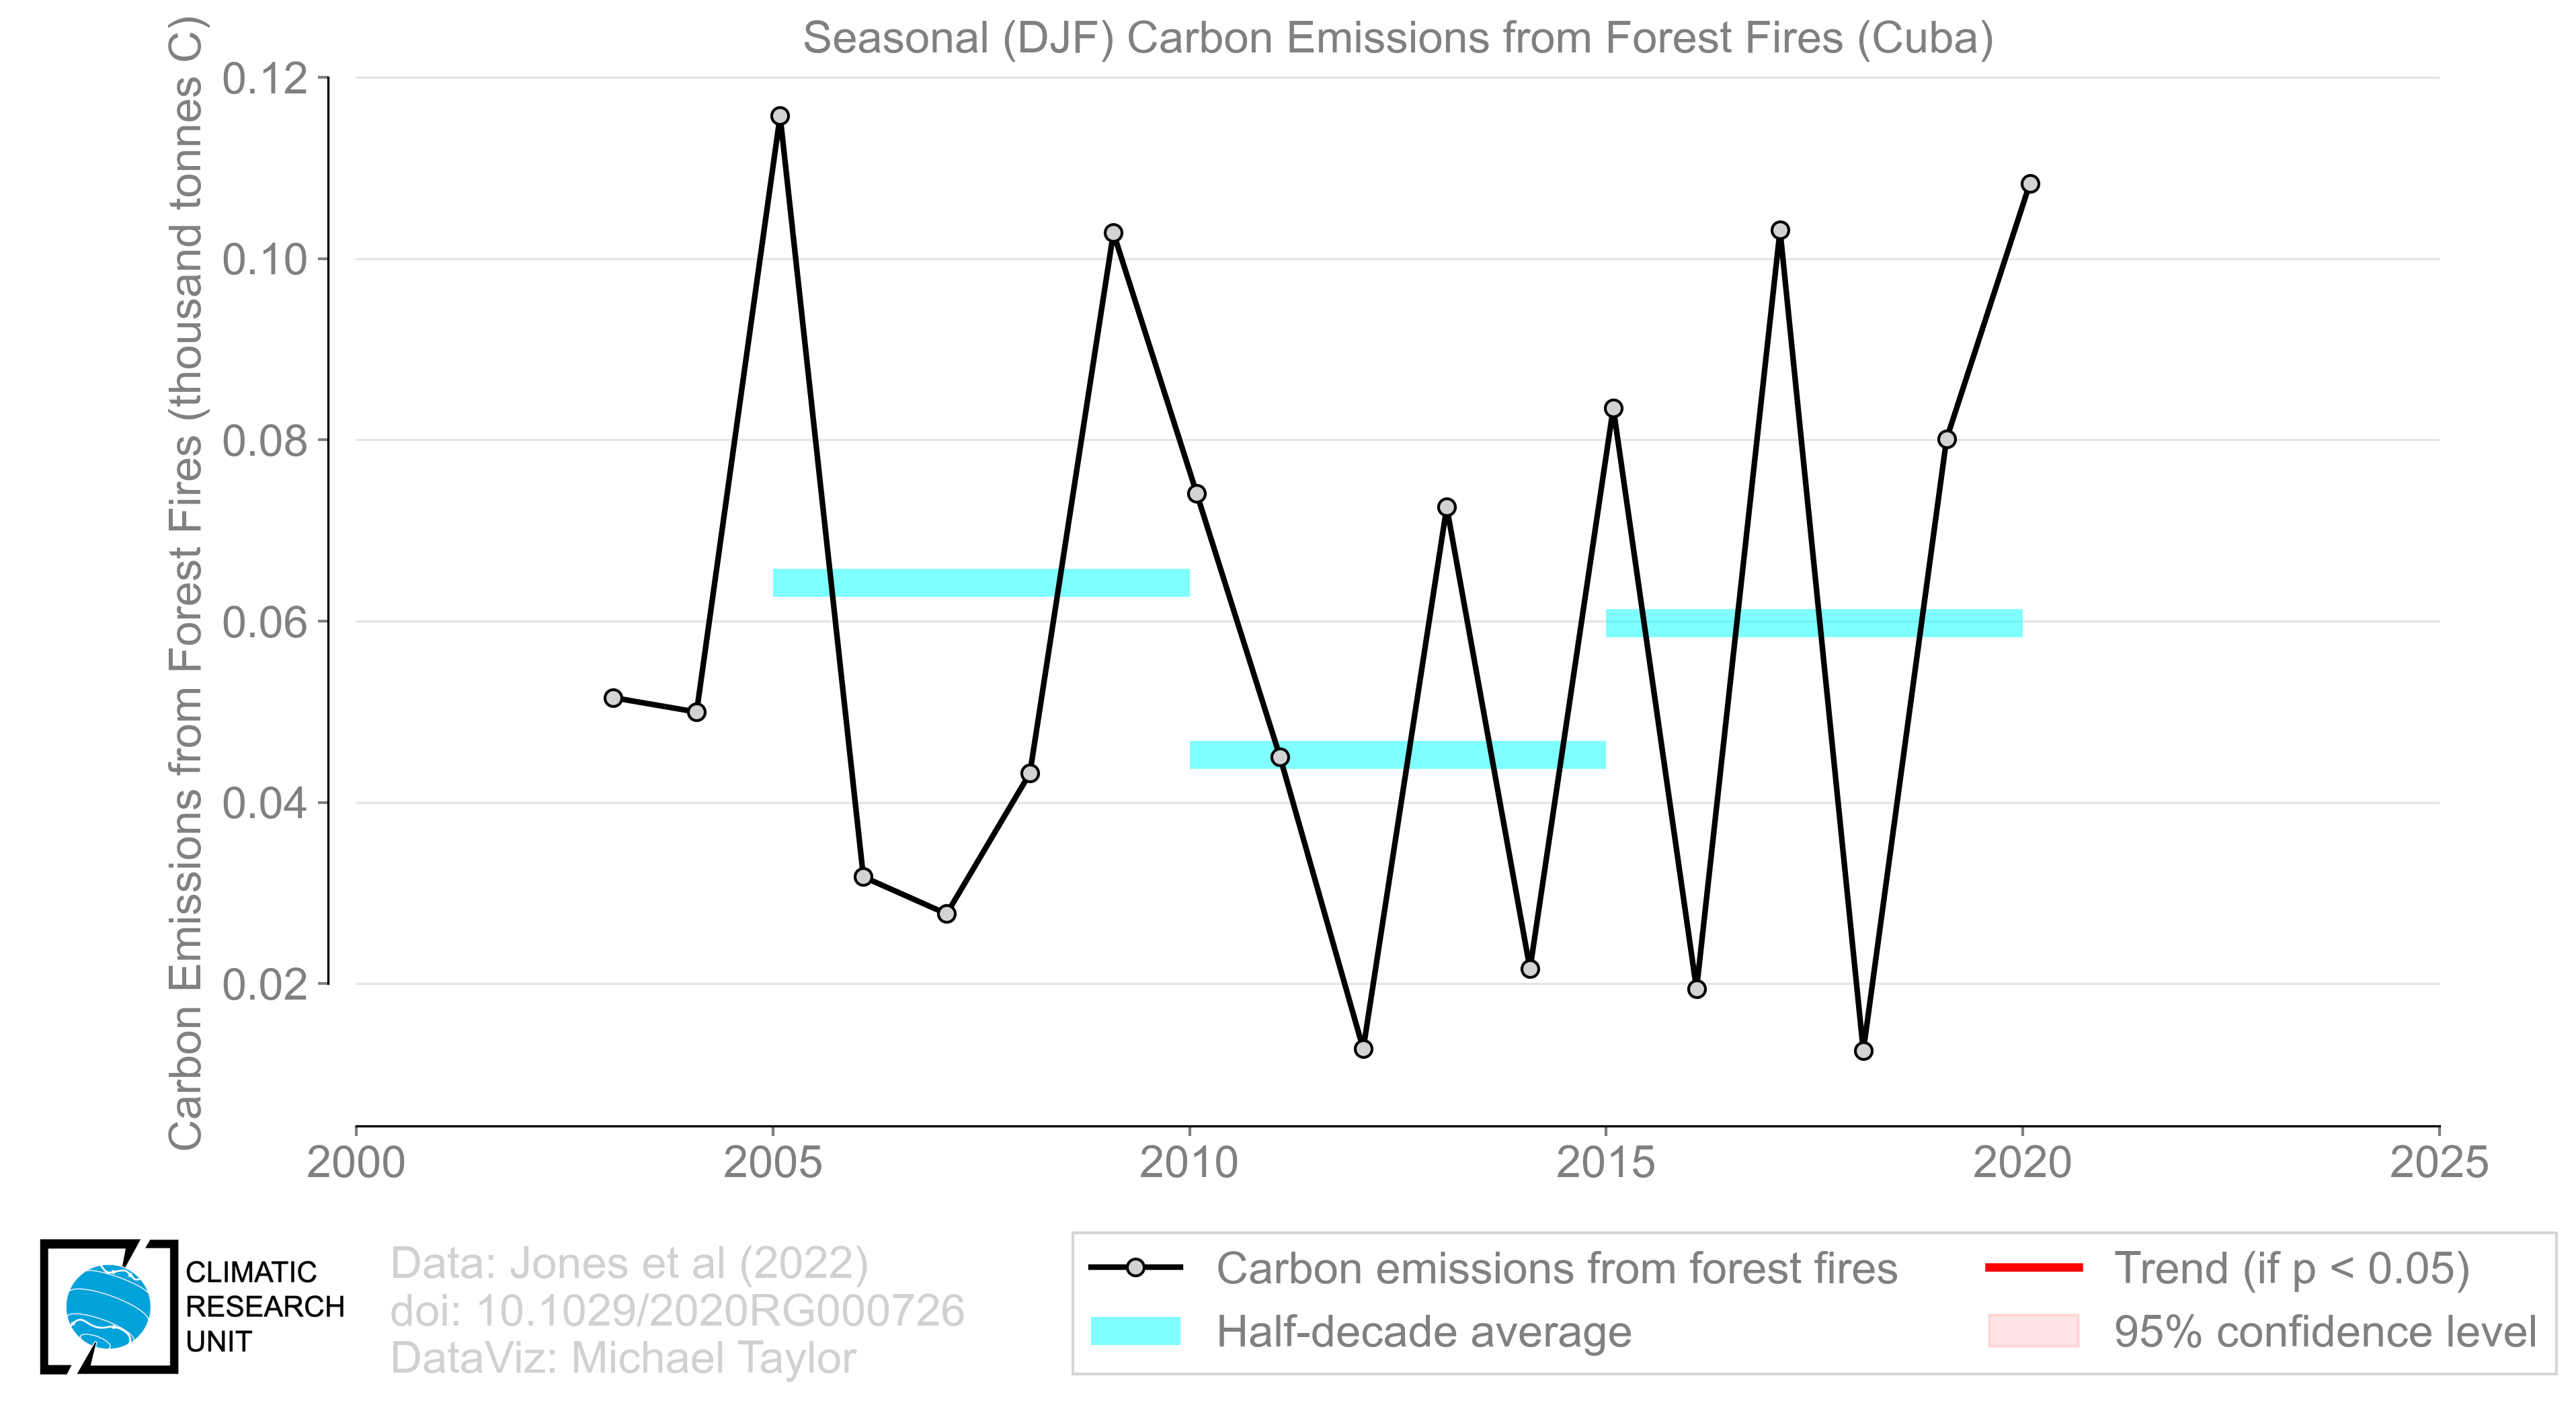 Seasonal (DJF) Carbon Emissions from Forest Fires (Cuba)
Carbon Emissions from Forest Fires (thousand tonnes C)
0.12
0.10
0.08
0.06
0.04
0.02
2000
2005
2010
2015
2020
2025
CLIMATIC
RESEARCH
UNIT
Data: Jones et al (2022)
doi: 10.1029/2020RG000726
DataViz: Michael Taylor
Carbon emissions from forest fires
Half-decade average
Trend (if p < 0.05)
95% confidence level